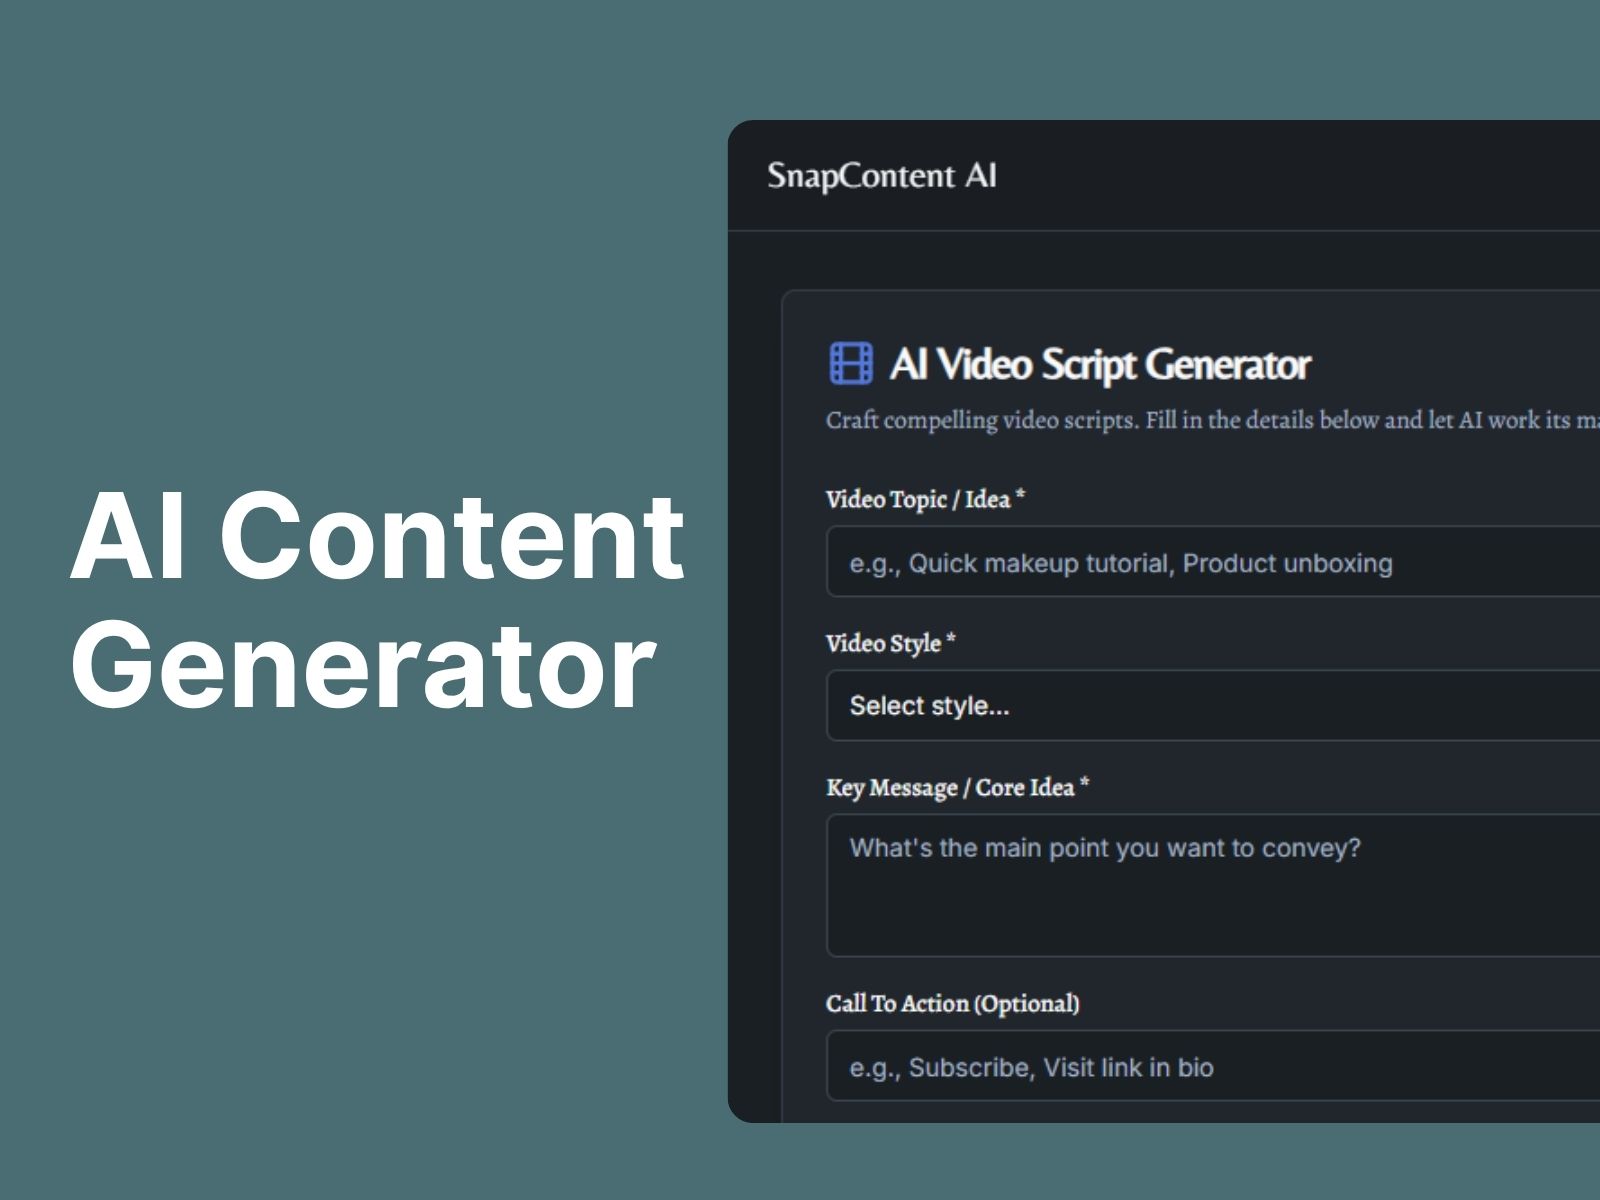 AI Content
Generator
SnapContent AI
AI Video Script Generator
Craft compelling video scripts. Fill in the details below and let AI work its
Video Topic / Idea *
e.g., Quick makeup tutorial, Product unboxing
Video Style *
Select style...
Key Message / Core Idea *
What's the main point you want to convey?
Call To Action (Optional)
e.g., Subscribe, Visit link in bio